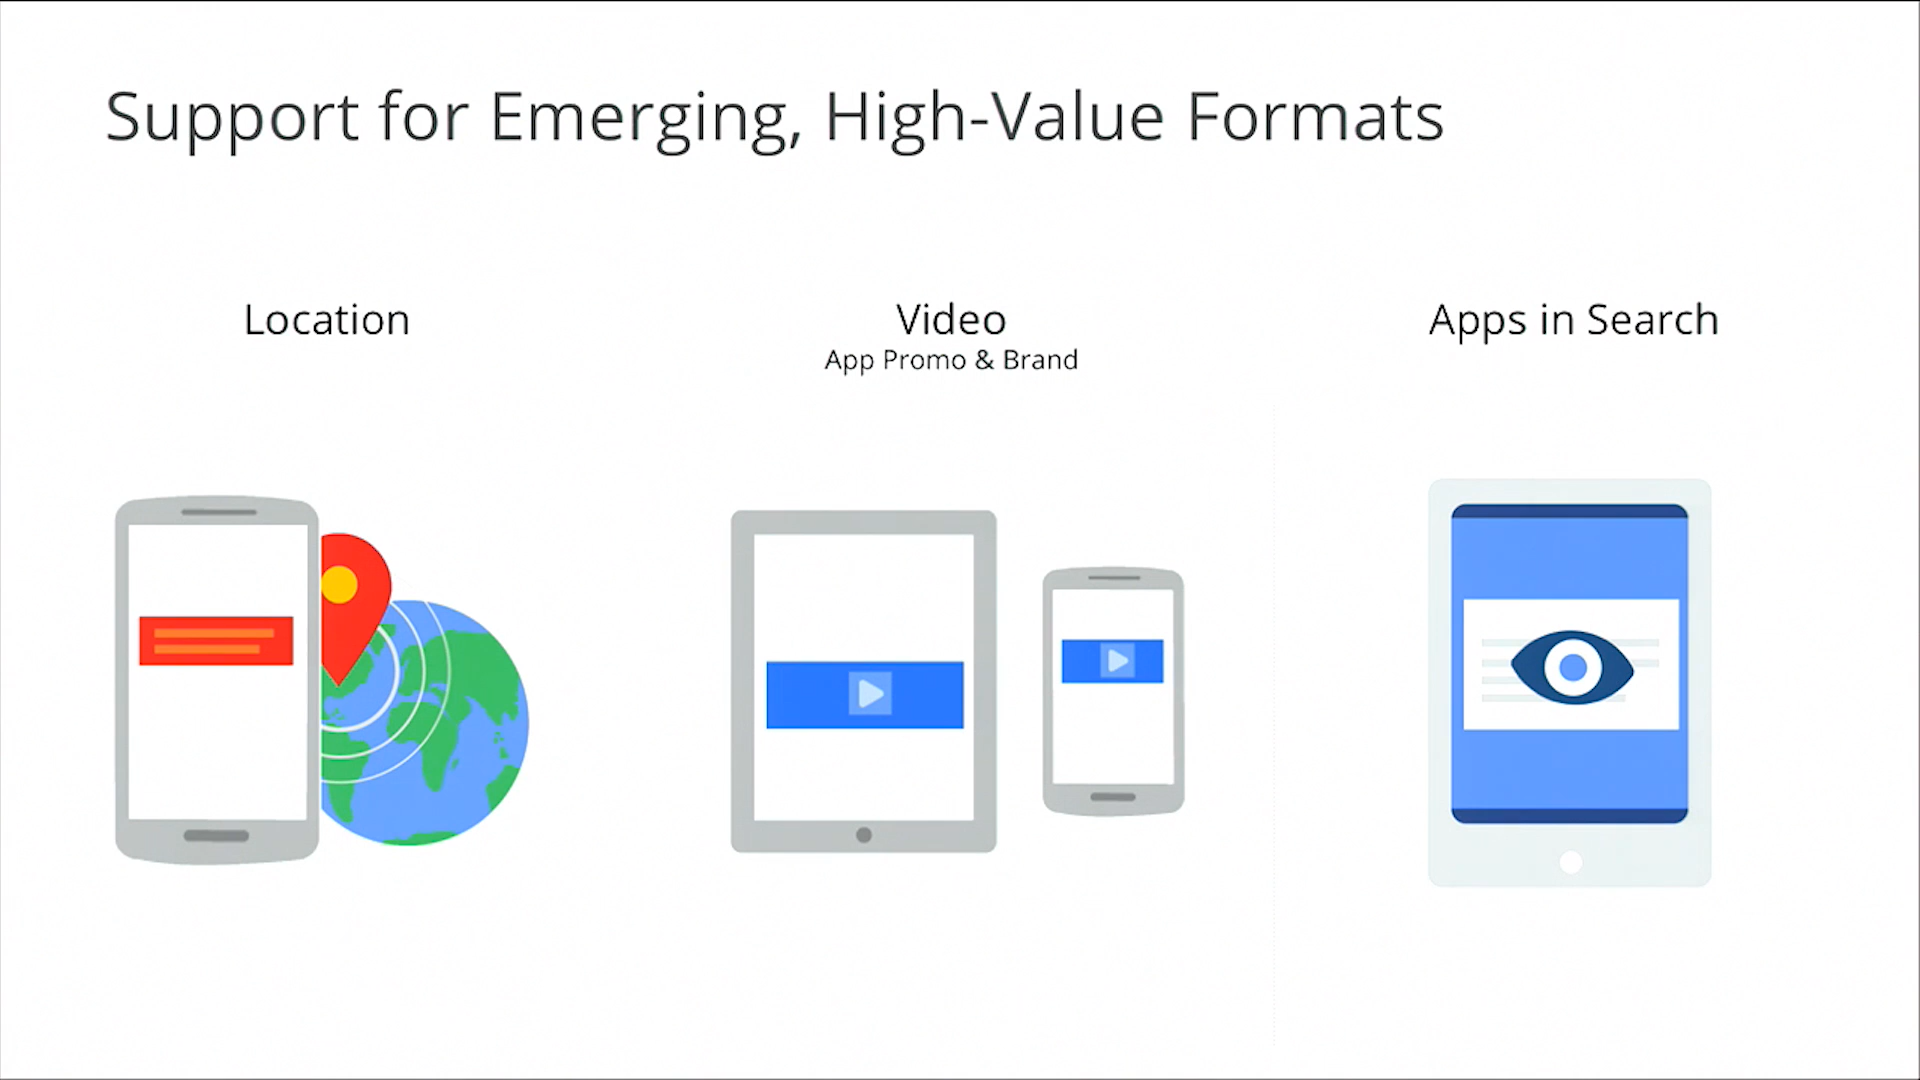 Support for Emerging, High-Value Formats
Location
Video
App Promo & Brand
Apps in Search